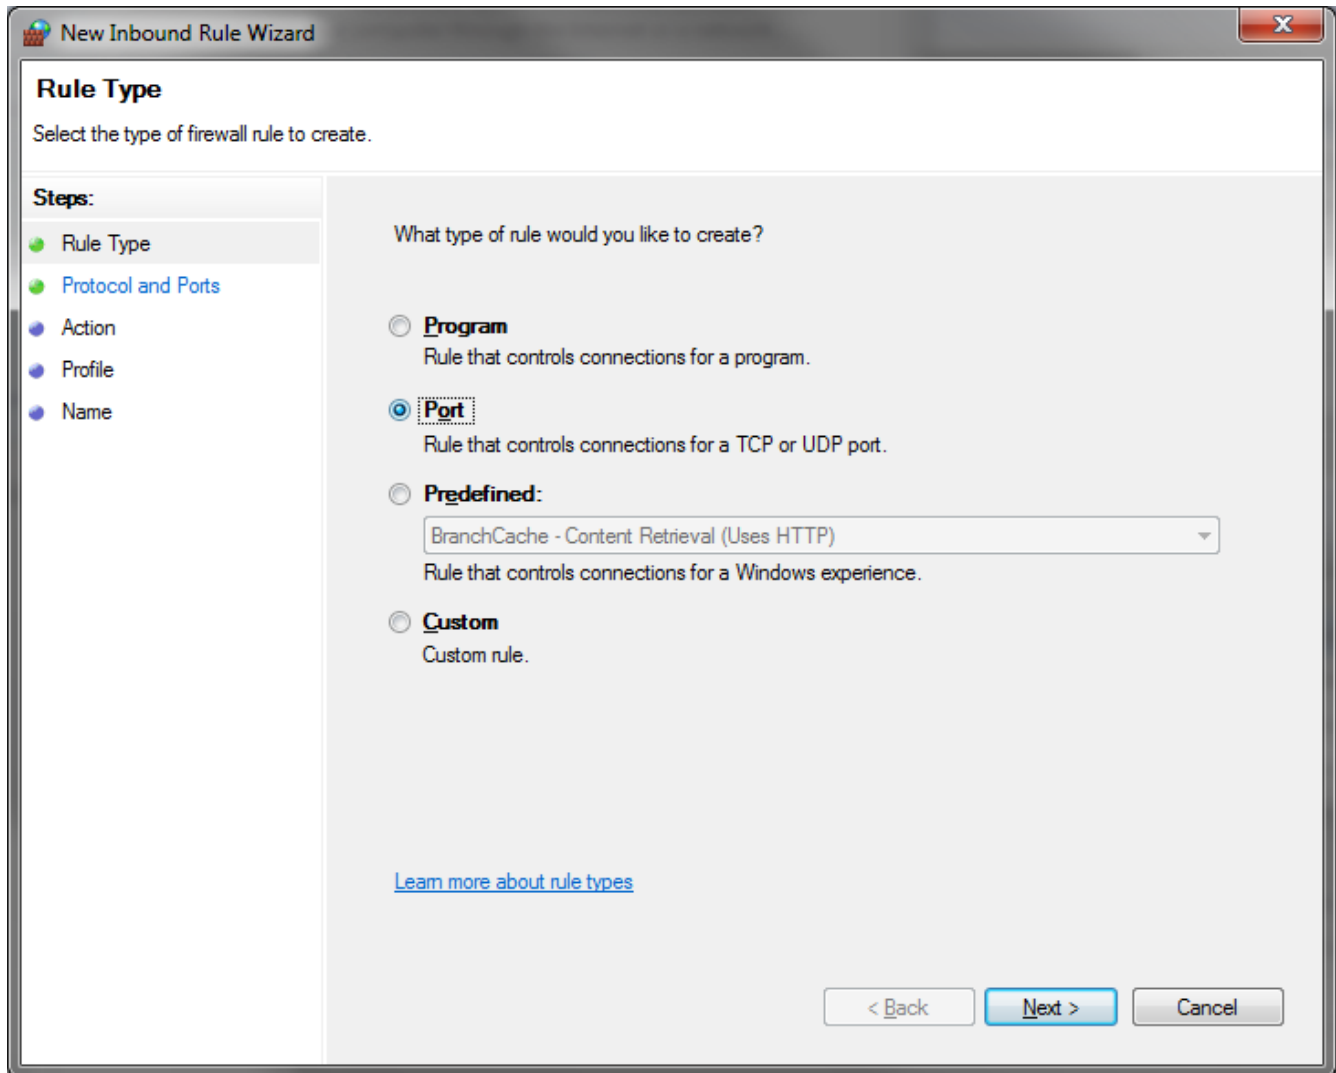 New Inbound Rule Wizard
Rule Type
Select the type of firewall rule to create.
Steps:
Rule Type
Protocol and Ports
Action
Profile
Name
What type of rule would you like to create?
Program
Rule that controls connections for a program.
Port
Rule that controls connections for a TCP or UDP port.
Predefined:
BranchCache - Content Retrieval (Uses HTTP)
Rule that controls connections for a Windows experience.
Custom
Custom rule.
Learn more about rule types
< Back Next > Cancel